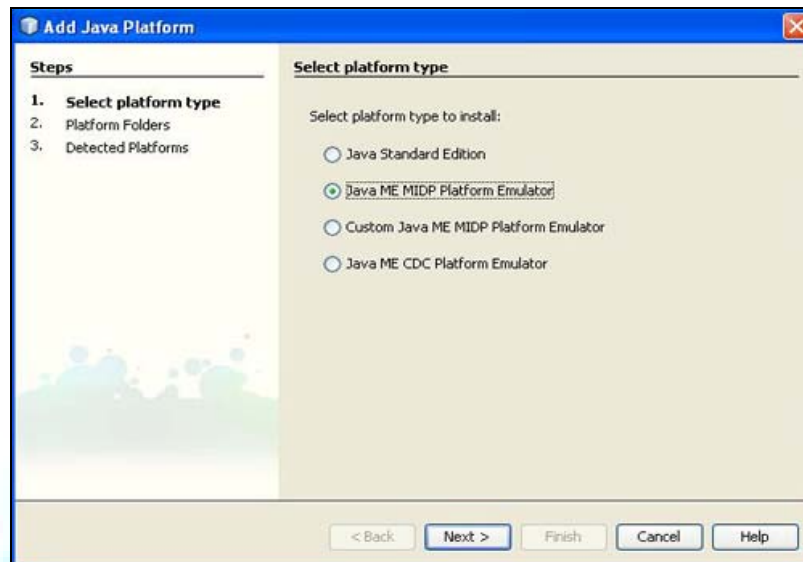 Add Java Platform
Steps
1. Select platform type
2. Platform Folders
3. Detected Platforms
Select platform type
Select platform type to install:
Java Standard Edition
Java ME MIDP Platform Emulator
Custom Java ME MIDP Platform Emulator
Java ME CDC Platform Emulator
< Back Next > Finish Cancel Help